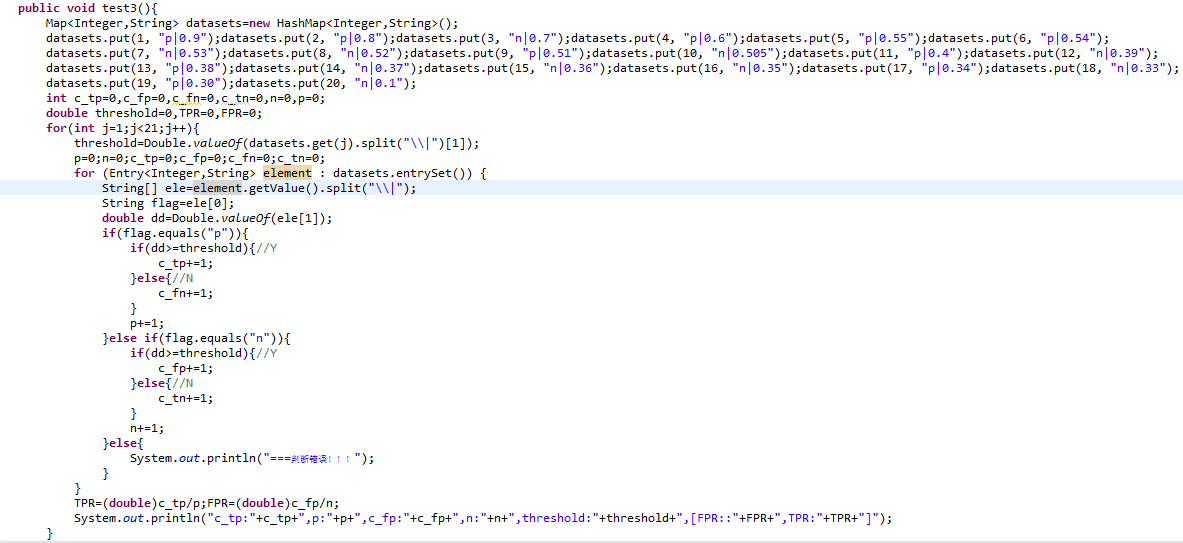 public void test3(){
Map<Integer,String> datasets=new HashMap<Integer,String>();
datasets.put(1, "p|0.9");datasets.put(2, "p|0.8");datasets.put(3, "n|0.7");datasets.put(4, "p|0.6");datasets.put(5, "p|0.55");datasets.put(6, "p|0.54");
datasets.put(7, "n|0.53");datasets.put(8, "n|0.52");datasets.put(9, "p|0.51");datasets.put(10, "n|0.505");datasets.put(11, "p|0.4");datasets.put(12, "n|0.39");
datasets.put(13, "p|0.38");datasets.put(14, "n|0.37");datasets.put(15, "n|0.36");datasets.put(16, "n|0.35");datasets.put(17, "p|0.34");datasets.put(18, "n|0.33");
datasets.put(19, "p|0.30");datasets.put(20, "n|0.1");
int c_tp=0,c_fp=0,c_fn=0,c_tn=0,n=0,p=0;
double threshold=0,TPR=0,FPR=0;
for(int j=1;j<21;j++){
threshold=Double.valueOf(datasets.get(j).split("\\|")[1]);
p=0;n=0;c_tp=0;c_fp=0;c_fn=0;c_tn=0;
for (Entry<Integer,String> element : datasets.entrySet()) {
String[] ele=element.getValue().split("\\|");
String flag=ele[0];
double dd=Double.valueOf(ele[1]);
if(flag.equals("p")){
if(dd>=threshold){//Y
c_tp+=1;
}else{//N
c_fn+=1;
}
p+=1;
}else if(flag.equals("n")){
if(dd>=threshold){//Y
c_fp+=1;
}else{//N
c_tn+=1;
}
n+=1;
}else{
System.out.println("===判断错误！！！");
}
}
TPR=(double)c_tp/p;FPR=(double)c_fp/n;
System.out.println("c_tp:"+c_tp+",p:"+p+",c_fp:"+c_fp+",n:"+n+",threshold:"+threshold+",[FPR::"+FPR+",TPR:"+TPR+"]");
}